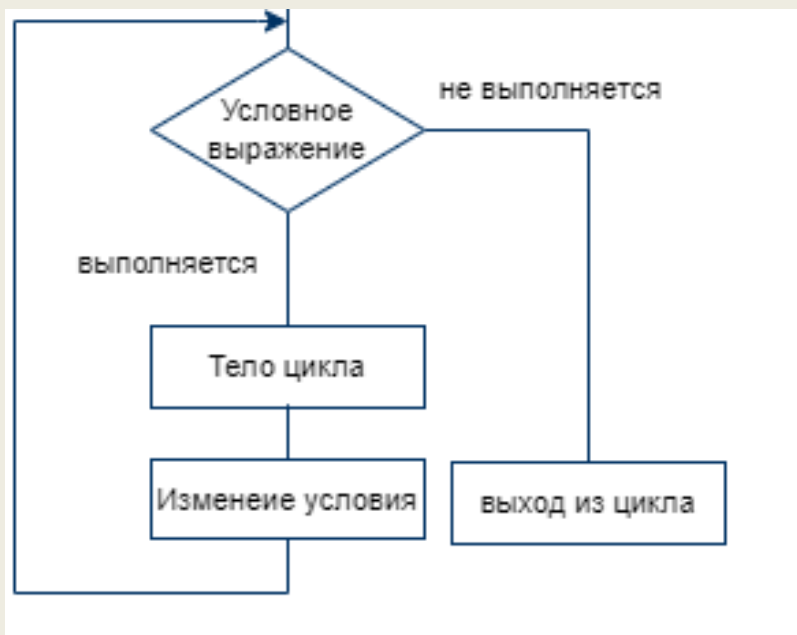 Условное
выражение
не выполняется
выполняется
Тело цикла
Изменеие условия
выход из цикла